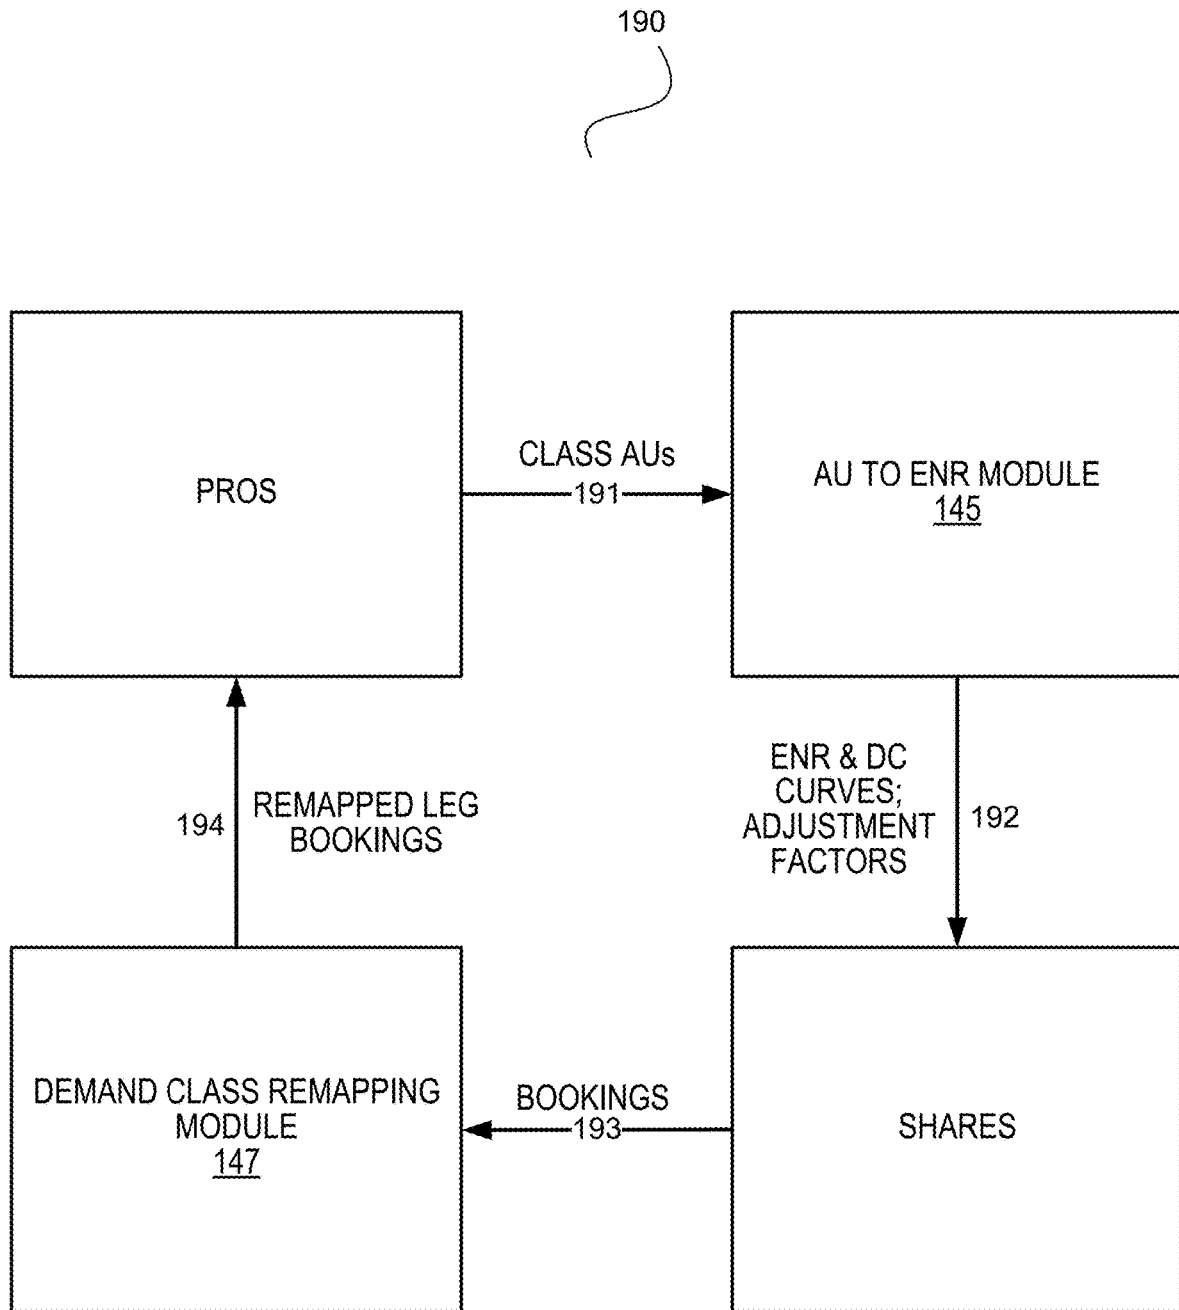 190
PROS
CLASS AUs
191
AU TO ENR MODULE
145
194
REMAPPED LEG
BOOKINGS
ENR & DC
CURVES;
ADJUSTMENT
FACTORS
192
DEMAND CLASS REMAPPING
MODULE
147
BOOKINGS
193
SHARES